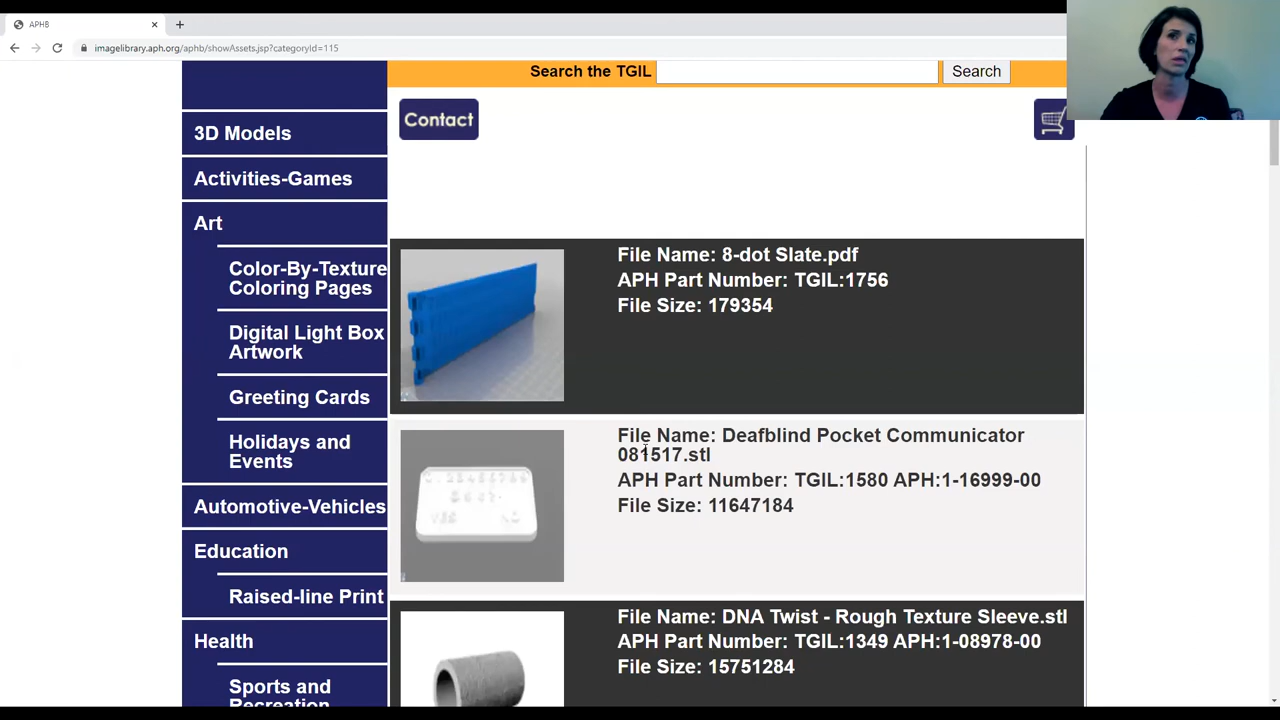 APHB
imagelibrary.aph.org/aphb/showAssets.jsp?categoryId=115
Search the TGIL
Search
Contact
3D Models
Activities-Games
Art
Color-By-Texture
Coloring Pages
Digital Light Box
Artwork
Greeting Cards
Holidays and
Events
Automotive-Vehicles
Education
Raised-line Print
Health
Sports and
Recreation
File Name: 8-dot Slate.pdf
APH Part Number: TGIL:1756
File Size: 179354
File Name: Deafblind Pocket Communicator
081517.stl
APH Part Number: TGIL:1580 APH:1-16999-00
File Size: 11647184
File Name: DNA Twist - Rough Texture Sleeve.stl
APH Part Number: TGIL:1349 APH:1-08978-00
File Size: 15751284